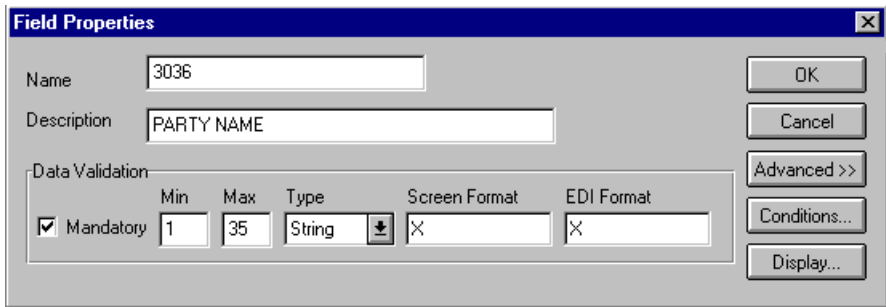 Field Properties
Name 3036 OK
Description PARTY NAME Cancel
Data Validation Advanced >>
Min Max Type Screen Format EDI Format
Mandatory 1 35 String X X Conditions...
Display...